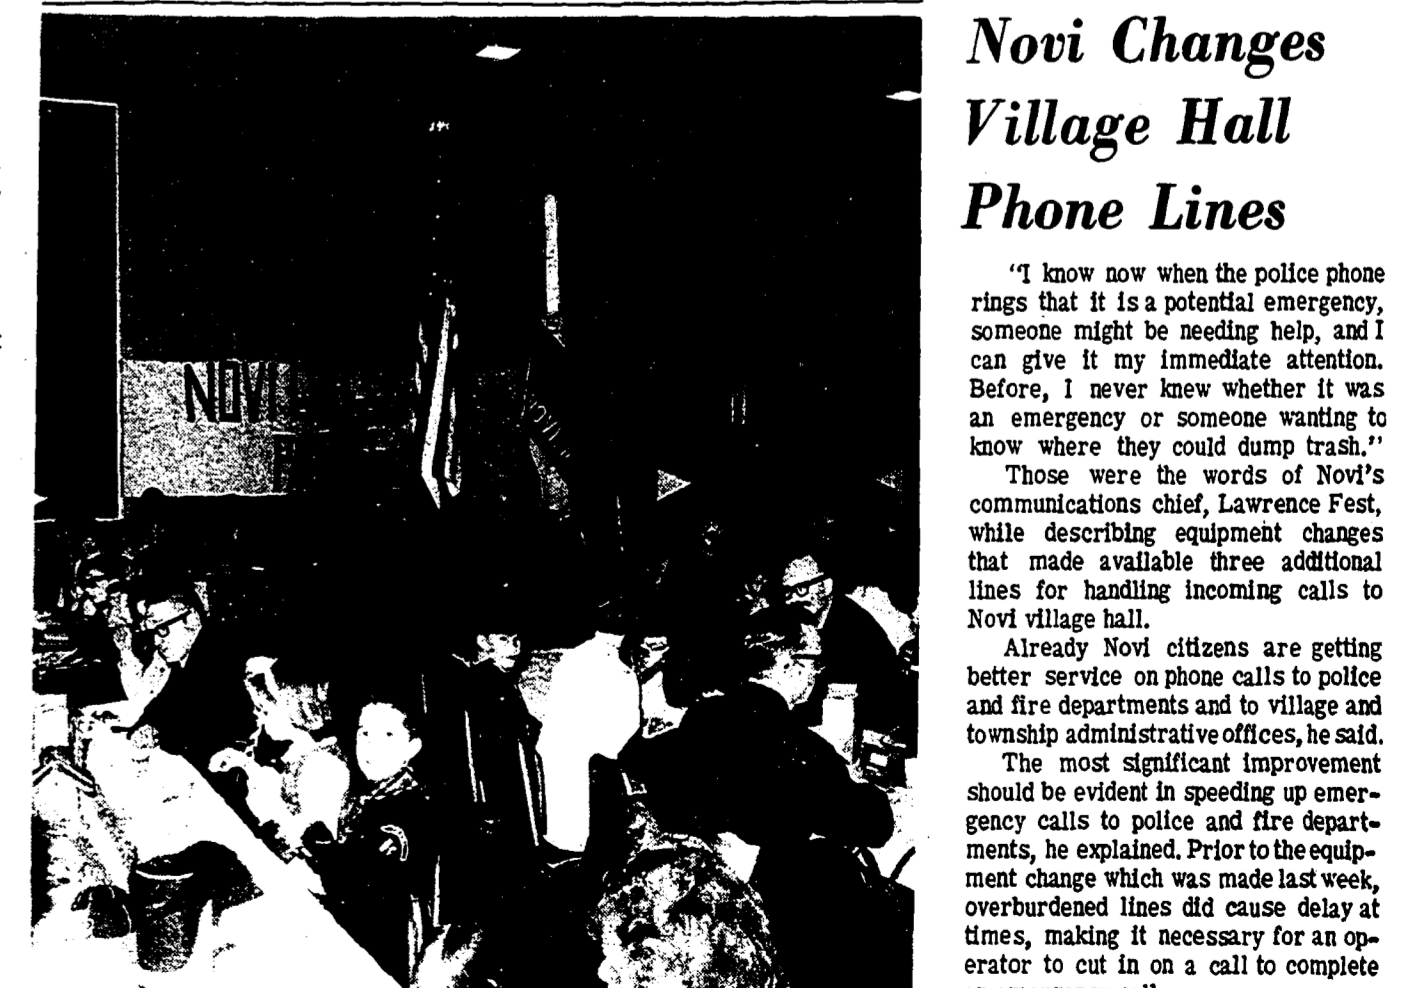 Novi Changes
Village Hall
Phone Lines
"I know now when the police phone
rings that it is a potential emergency,
someone might be needing help, and I
can give it my immediate attention.
Before, I never knew whether it was
an emergency or someone wanting to
know where they could dump trash."
Those were the words of Novi's
communications chief, Lawrence Fest,
while describing equipment changes
that made available three additional
lines for handling incoming calls to
Novi village hall.
Already Novi citizens are getting
better service on phone calls to police
and fire departments and to village and
township administrative offices, he said.
The most significant improvement
should be evident in speeding up emer-
gency calls to police and fire depart-
ments, he explained. Prior to the equip-
ment change which was made last week,
overburdened lines did cause delay at
times, making it necessary for an op-
erator to cut in on a call to complete
NOVI